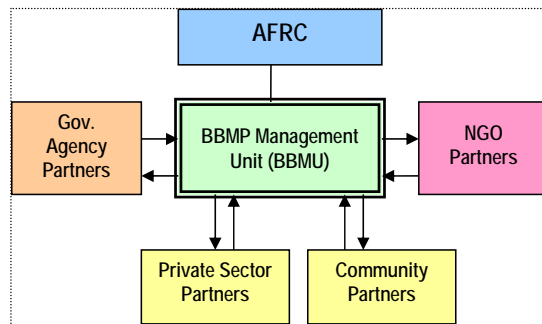 AFRC
Gov.
Agency
Partners
BBMP Management
Unit (BBMU)
NGO
Partners
Private Sector
Partners
Community
Partners